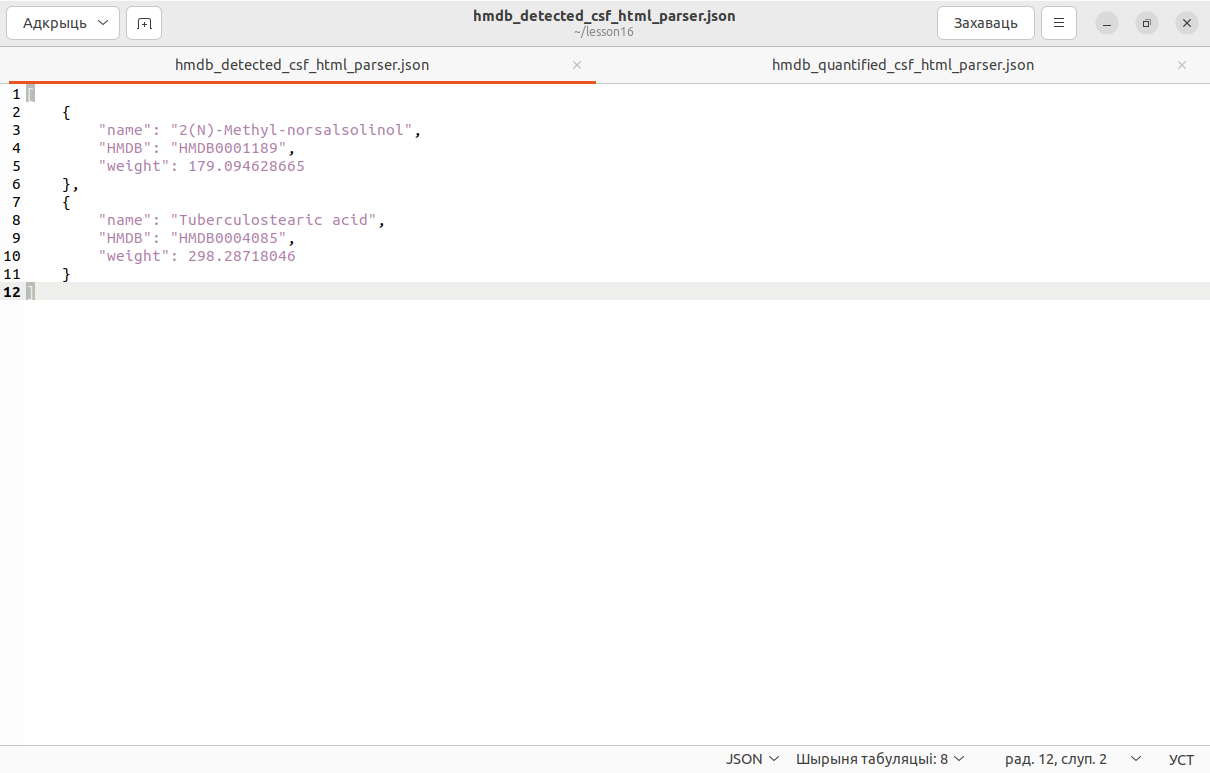 Адкрыць
hmdb_detected_csf_html_parser.json
~/lesson16
Захаваць
hmdb_detected_csf_html_parser.json
hmdb_quantified_csf_html_parser.json
1 [
2     {
3         "name": "2(N)-Methyl-norsalsolinol",
4         "HMDB": "HMDB0001189",
5         "weight": 179.094628665
6     },
7     {
8         "name": "Tuberculostearic acid",
9         "HMDB": "HMDB0004085",
10         "weight": 298.28718046
11     }
12 ]
JSON
Шырыня табуляцыі: 8
рад. 12, слуп. 2
УСТ